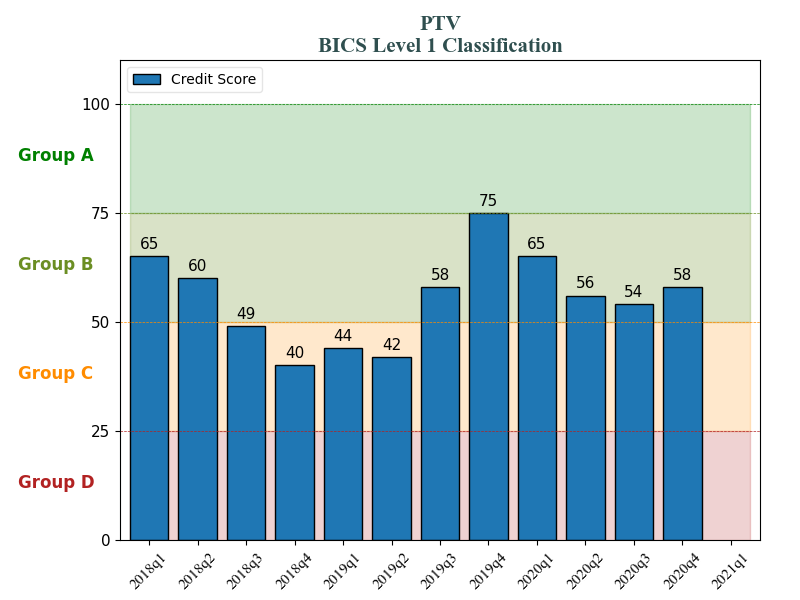 PTV
BICS Level 1 Classification
Credit Score
100
Group A
75
75
65
65
Group B
60
58
58
56
54
50
49
44
42
40
Group C
25
Group D
0
2018q1 2018q2 2018q3 2018q4 2019q1 2019q2 2019q3 2019q4 2020q1 2020q2 2020q3 2020q4 2021q1